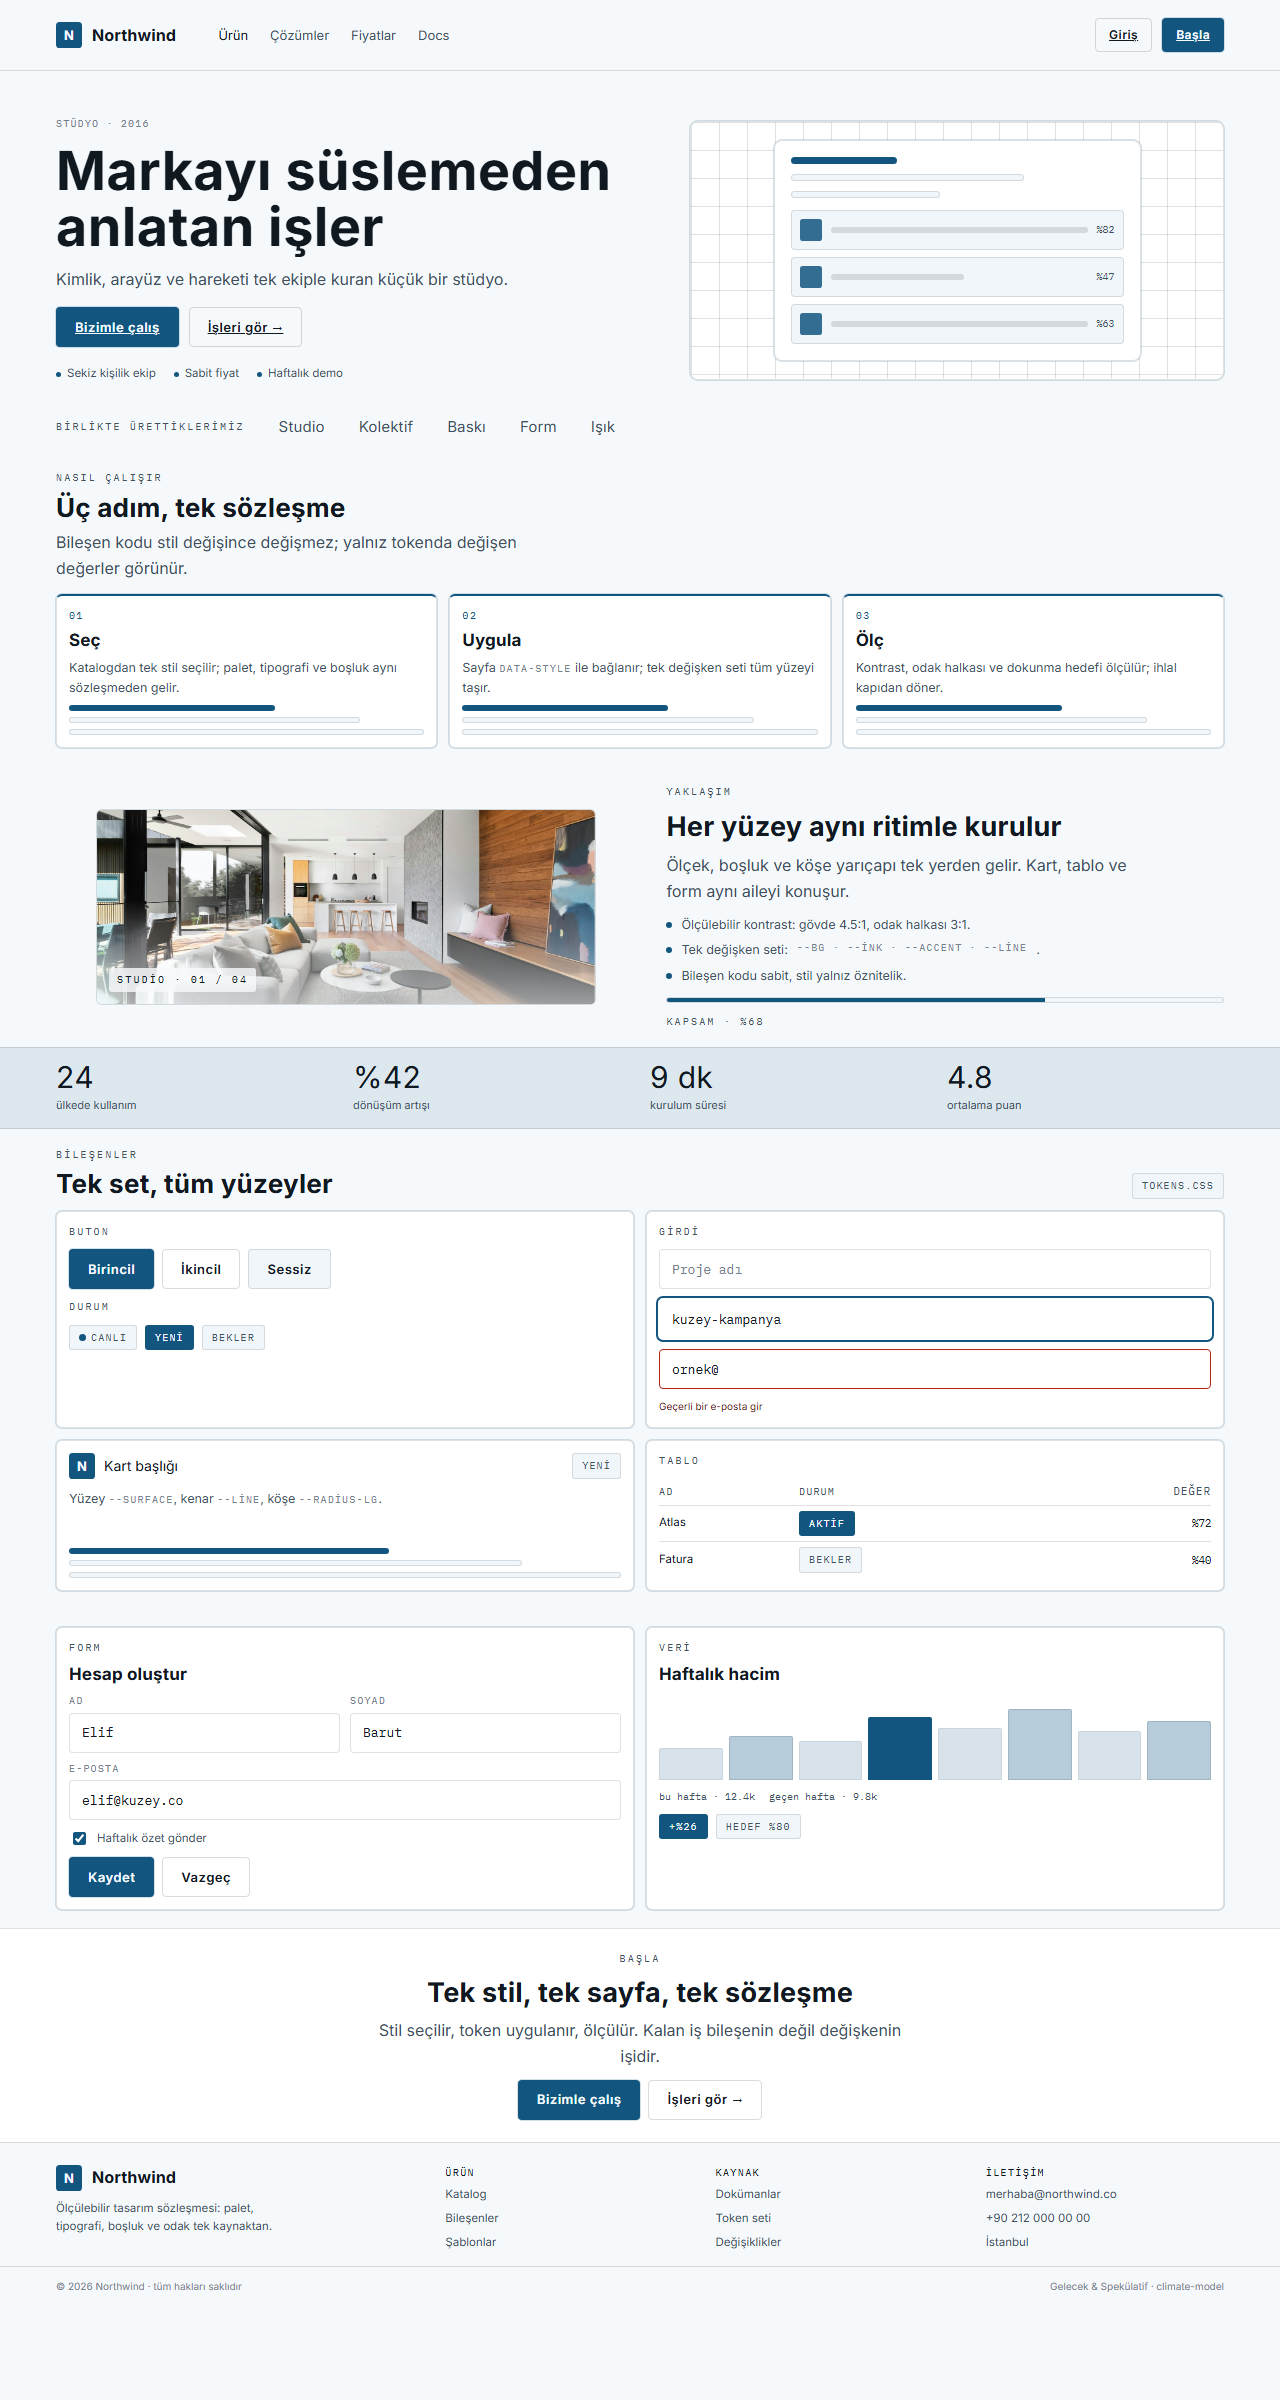 N Northwind Ürün Çözümler Fiyatlar Docs Giriş Başla
STÜDYO · 2016
Markayı süslemeden
anlatan işler
Kimlik, arayüz ve hareketi tek ekiple kuran küçük bir stüdyo.
Bizimle çalış İşleri gör →
Sekiz kişilik ekip Sabit fiyat Haftalık demo
%82
%47
%63
BİRLİKTE ÜRETTİKLERİMİZ Studio Kolektif Baskı Form Işık
NASIL ÇALIŞIR
Üç adım, tek sözleşme
Bileşen kodu stil değişince değişmez; yalnız tokenda değişen
değerler görünür.
01
Seç
Katalogdan tek stil seçilir; palet, tipografi ve boşluk aynı
sözleşmeden gelir.
02
Uygula
Sayfa DATA-STYLE ile bağlanır; tek değişken seti tüm yüzeyi
taşır.
03
Ölç
Kontrast, odak halkası ve dokunma hedefi ölçülür; ihlal
kapıdan döner.
STUDİO · 01 / 04
YAKLAŞIM
Her yüzey aynı ritimle kurulur
Ölçek, boşluk ve köşe yarıçapı tek yerden gelir. Kart, tablo ve
form aynı aileyi konuşur.
Ölçülebilir kontrast: gövde 4.5:1, odak halkası 3:1.
Tek değişken seti: --BG · --İNK · --ACCENT · --LİNE .
Bileşen kodu sabit, stil yalnız öznitelik.
KAPSAM · %68
24 %42 9 dk 4.8
ülkede kullanım dönüşüm artışı kurulum süresi ortalama puan
BİLEŞENLER
Tek set, tüm yüzeyler
TOKENS.CSS
BUTON
Birincil İkincil Sessiz
DURUM
CANLI YENİ BEKLER
GİRDİ
Proje adı
kuzey-kampanya
ornek@
Geçerli bir e-posta gir
N Kart başlığı YENİ
Yüzey --SURFACE, kenar --LİNE, köşe --RADİUS-LG.
TABLO
AD DURUM DEĞER
Atlas AKTİF %72
Fatura BEKLER %40
FORM
Hesap oluştur
AD SOYAD
Elif Barut
E-POSTA
elif@kuzey.co
Haftalık özet gönder
Kaydet Vazgeç
VERİ
Haftalık hacim
bu hafta · 12.4k geçen hafta · 9.8k
+%26 HEDEF %80
BAŞLA
Tek stil, tek sayfa, tek sözleşme
Stil seçilir, token uygulanır, ölçülür. Kalan iş bileşenin değil değişkenin
işidir.
Bizimle çalış İşleri gör →
N Northwind
Ölçülebilir tasarım sözleşmesi: palet,
tipografi, boşluk ve odak tek kaynaktan.
ÜRÜN
Katalog
Bileşenler
Şablonlar
KAYNAK
Dokümanlar
Token seti
Değişiklikler
İLETİŞİM
merhaba@northwind.co
+90 212 000 00 00
İstanbul
© 2026 Northwind · tüm hakları saklıdır
Gelecek & Spekülatif · climate-model